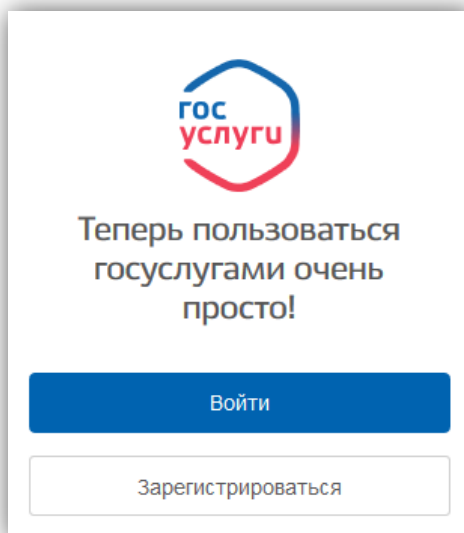 гос
услуги
Теперь пользоваться
госуслугами очень
просто!
Войти
Зарегистрироваться